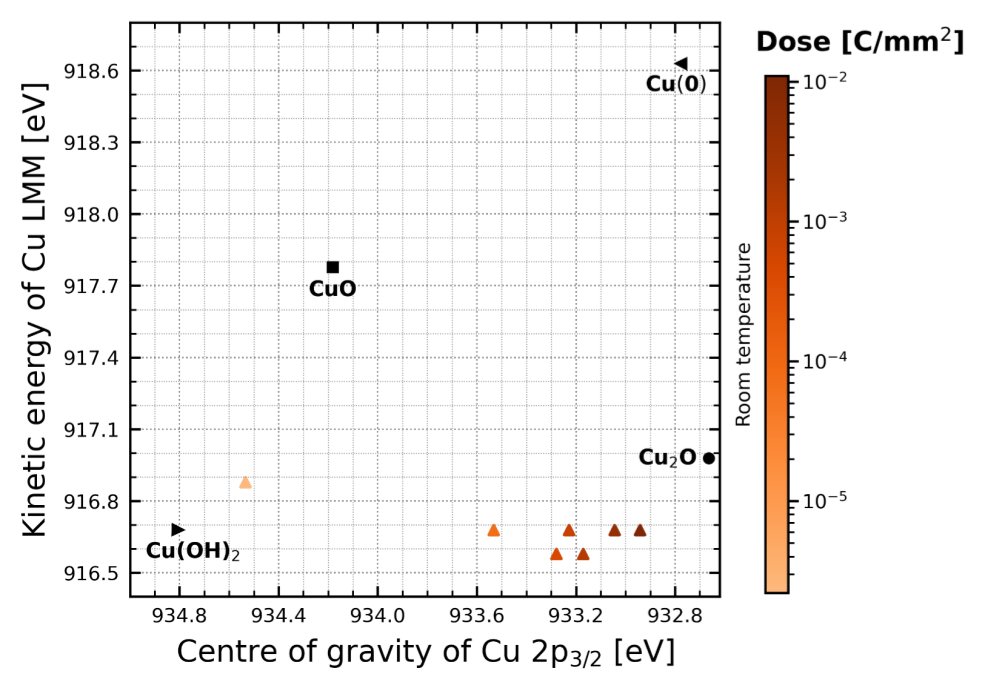 Dose [C/mm²]
918.6
918.3
918.0
917.7
917.4
917.1
916.8
916.5
Kinetic energy of Cu LMM [eV]
Cu(0)
CuO
Cu₂O
Cu(OH)₂
934.8 934.4 934.0 933.6 933.2 932.8
Centre of gravity of Cu 2p₃/₂ [eV]
Room temperature
10⁻²
10⁻³
10⁻⁴
10⁻⁵